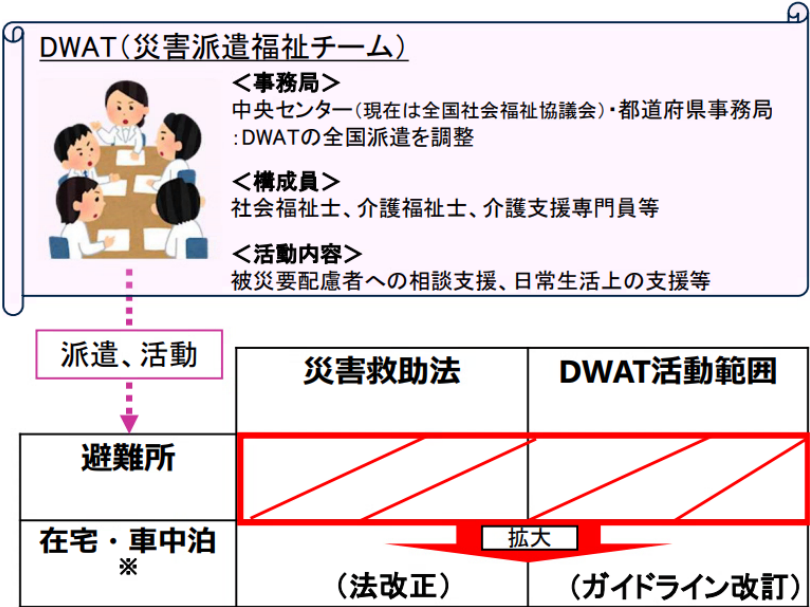 DWAT(災害派遣福祉チーム)
＜事務局＞
中央センター(現在は全国社会福祉協議会)・都道府県事務局
:DWATの全国派遣を調整
＜構成員＞
社会福祉士、介護福祉士、介護支援専門員等
＜活動内容＞
被災要配慮者への相談支援、日常生活上の支援等
派遣、活動
災害救助法 DWAT活動範囲
避難所
在宅・車中泊
※
拡大
(法改正) (ガイドライン改訂)